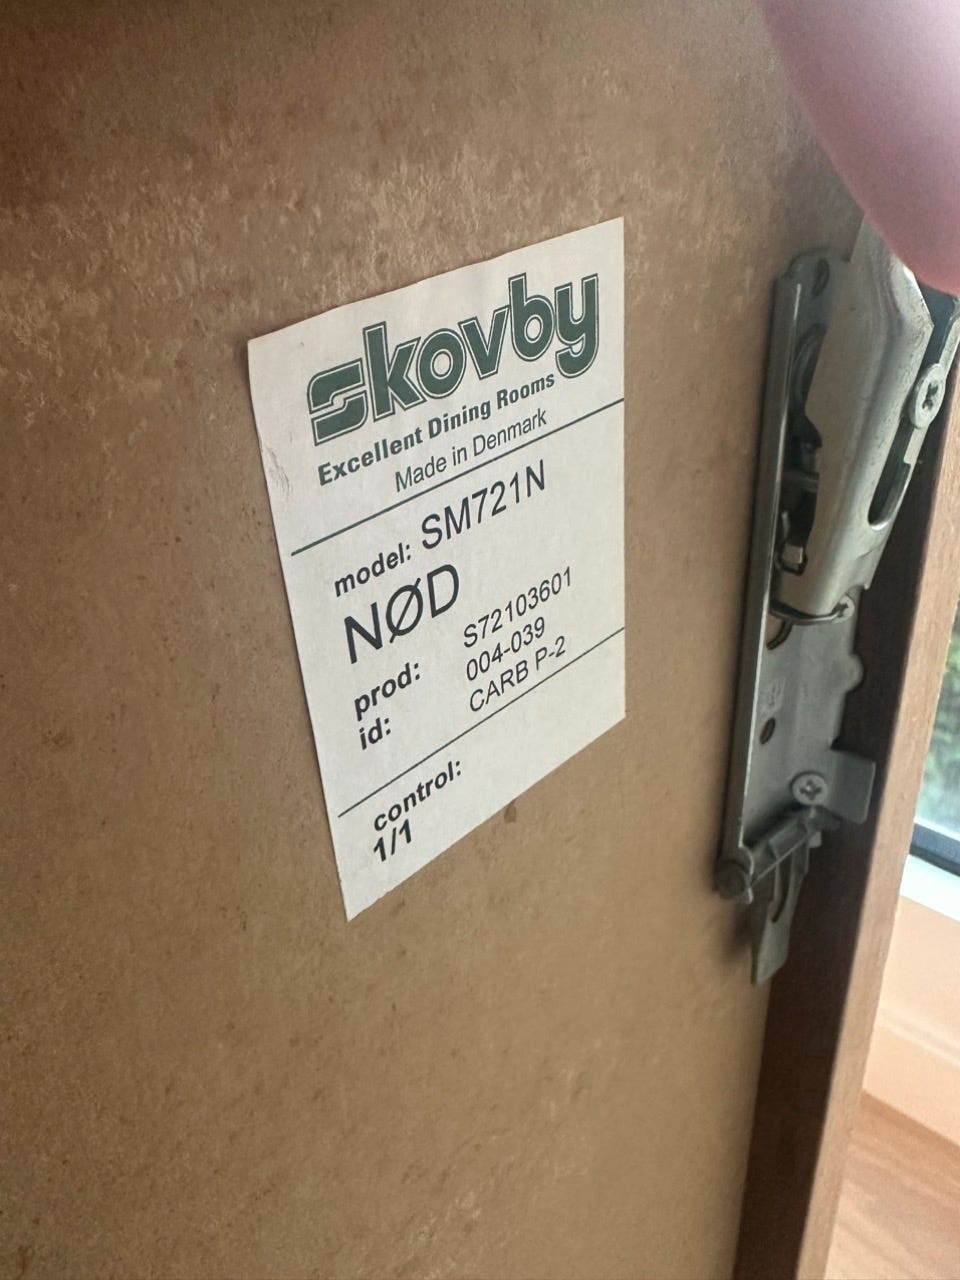 skovby
Excellent Dining Rooms
Made in Denmark
model: SM721N
NØD
prod: S72103601
id: 004-039
CARB P-2
control:
1/1